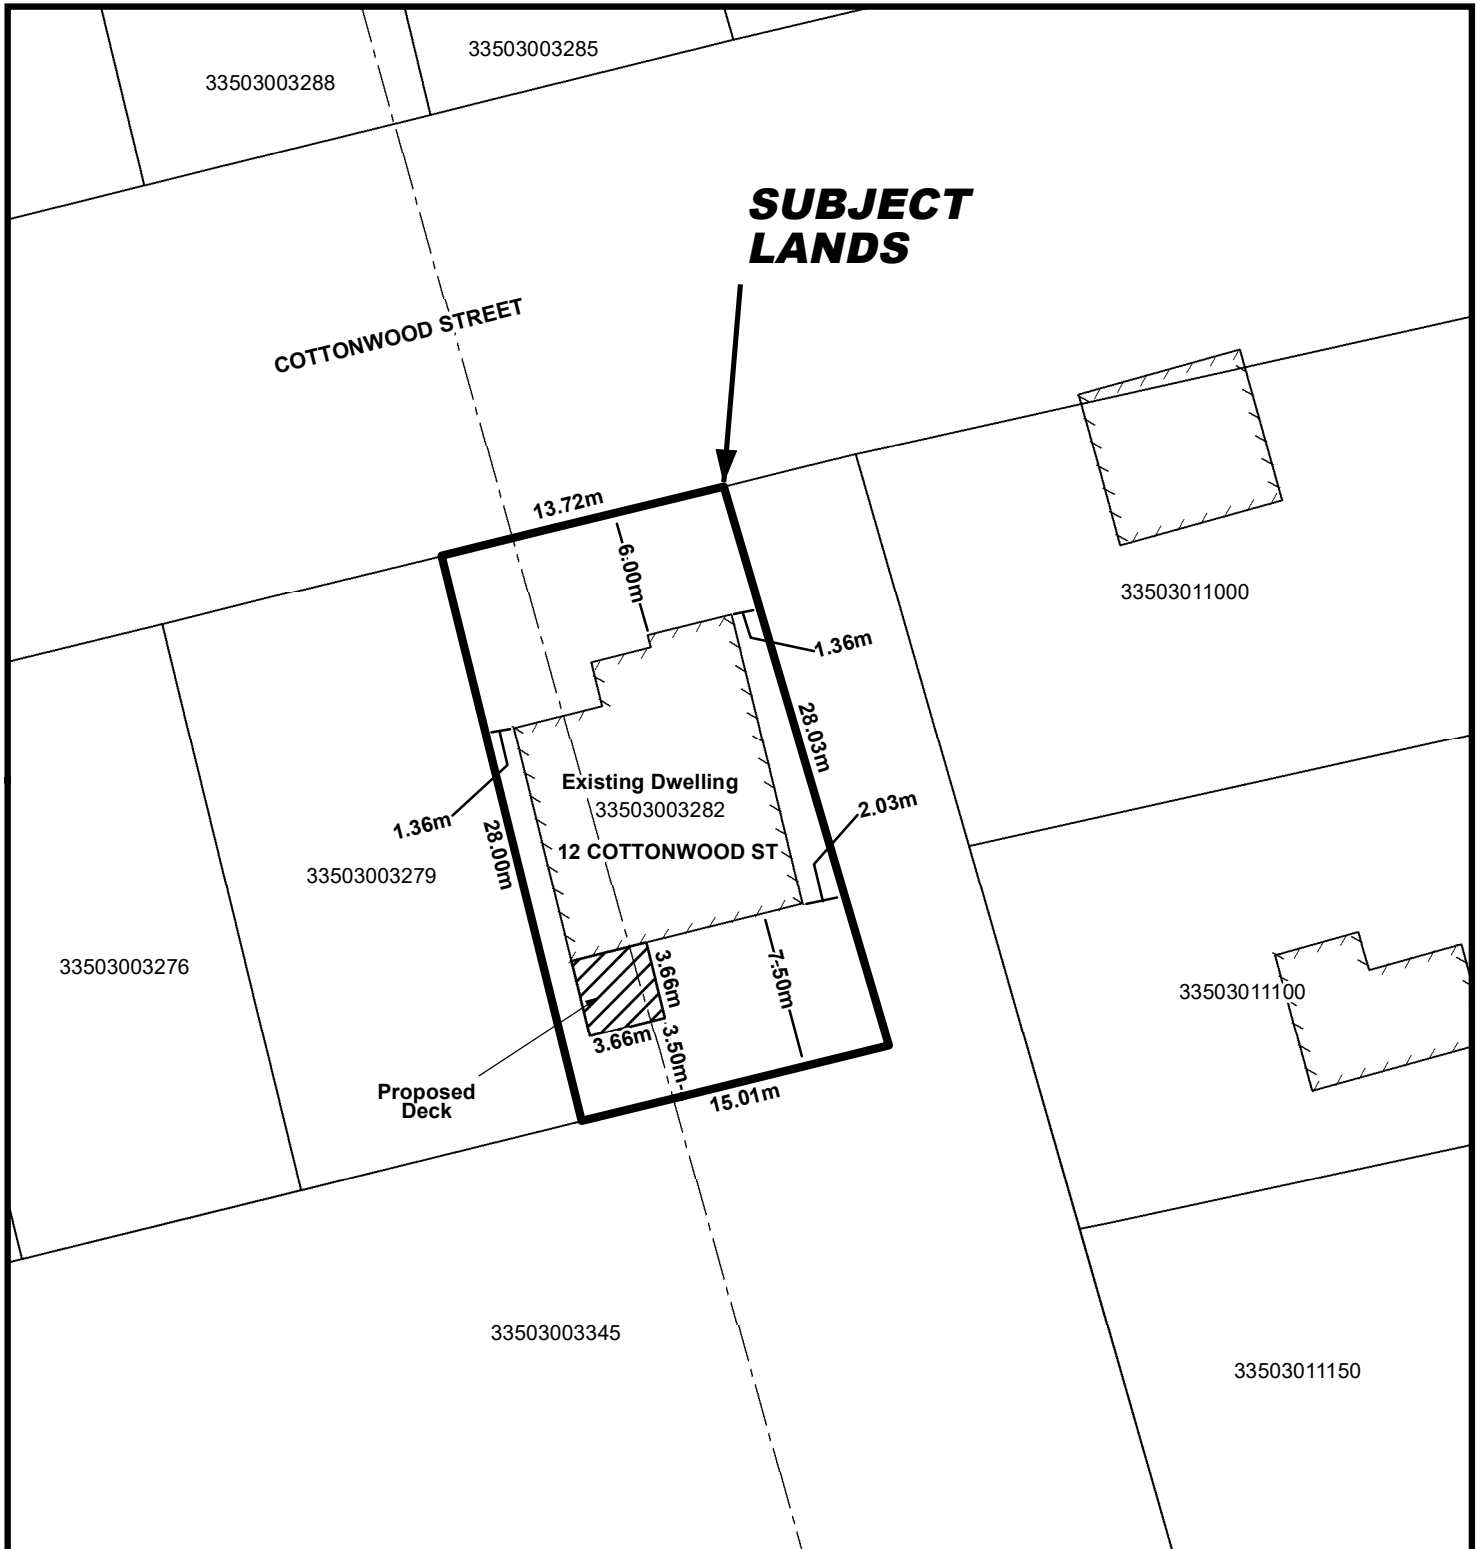 33503003285
33503003288
SUBJECT
LANDS
COTTONWOOD STREET
13.72m
6.00m
33503011000
1.36m
28.03m
Existing Dwelling
33503003282
2.03m
1.36m
28.00m
12 COTTONWOOD ST
33503003279
33503003276
3.66m
7.50m
33503011100
3.66m
3.50m
Proposed
Deck
15.01m
33503003345
33503011150